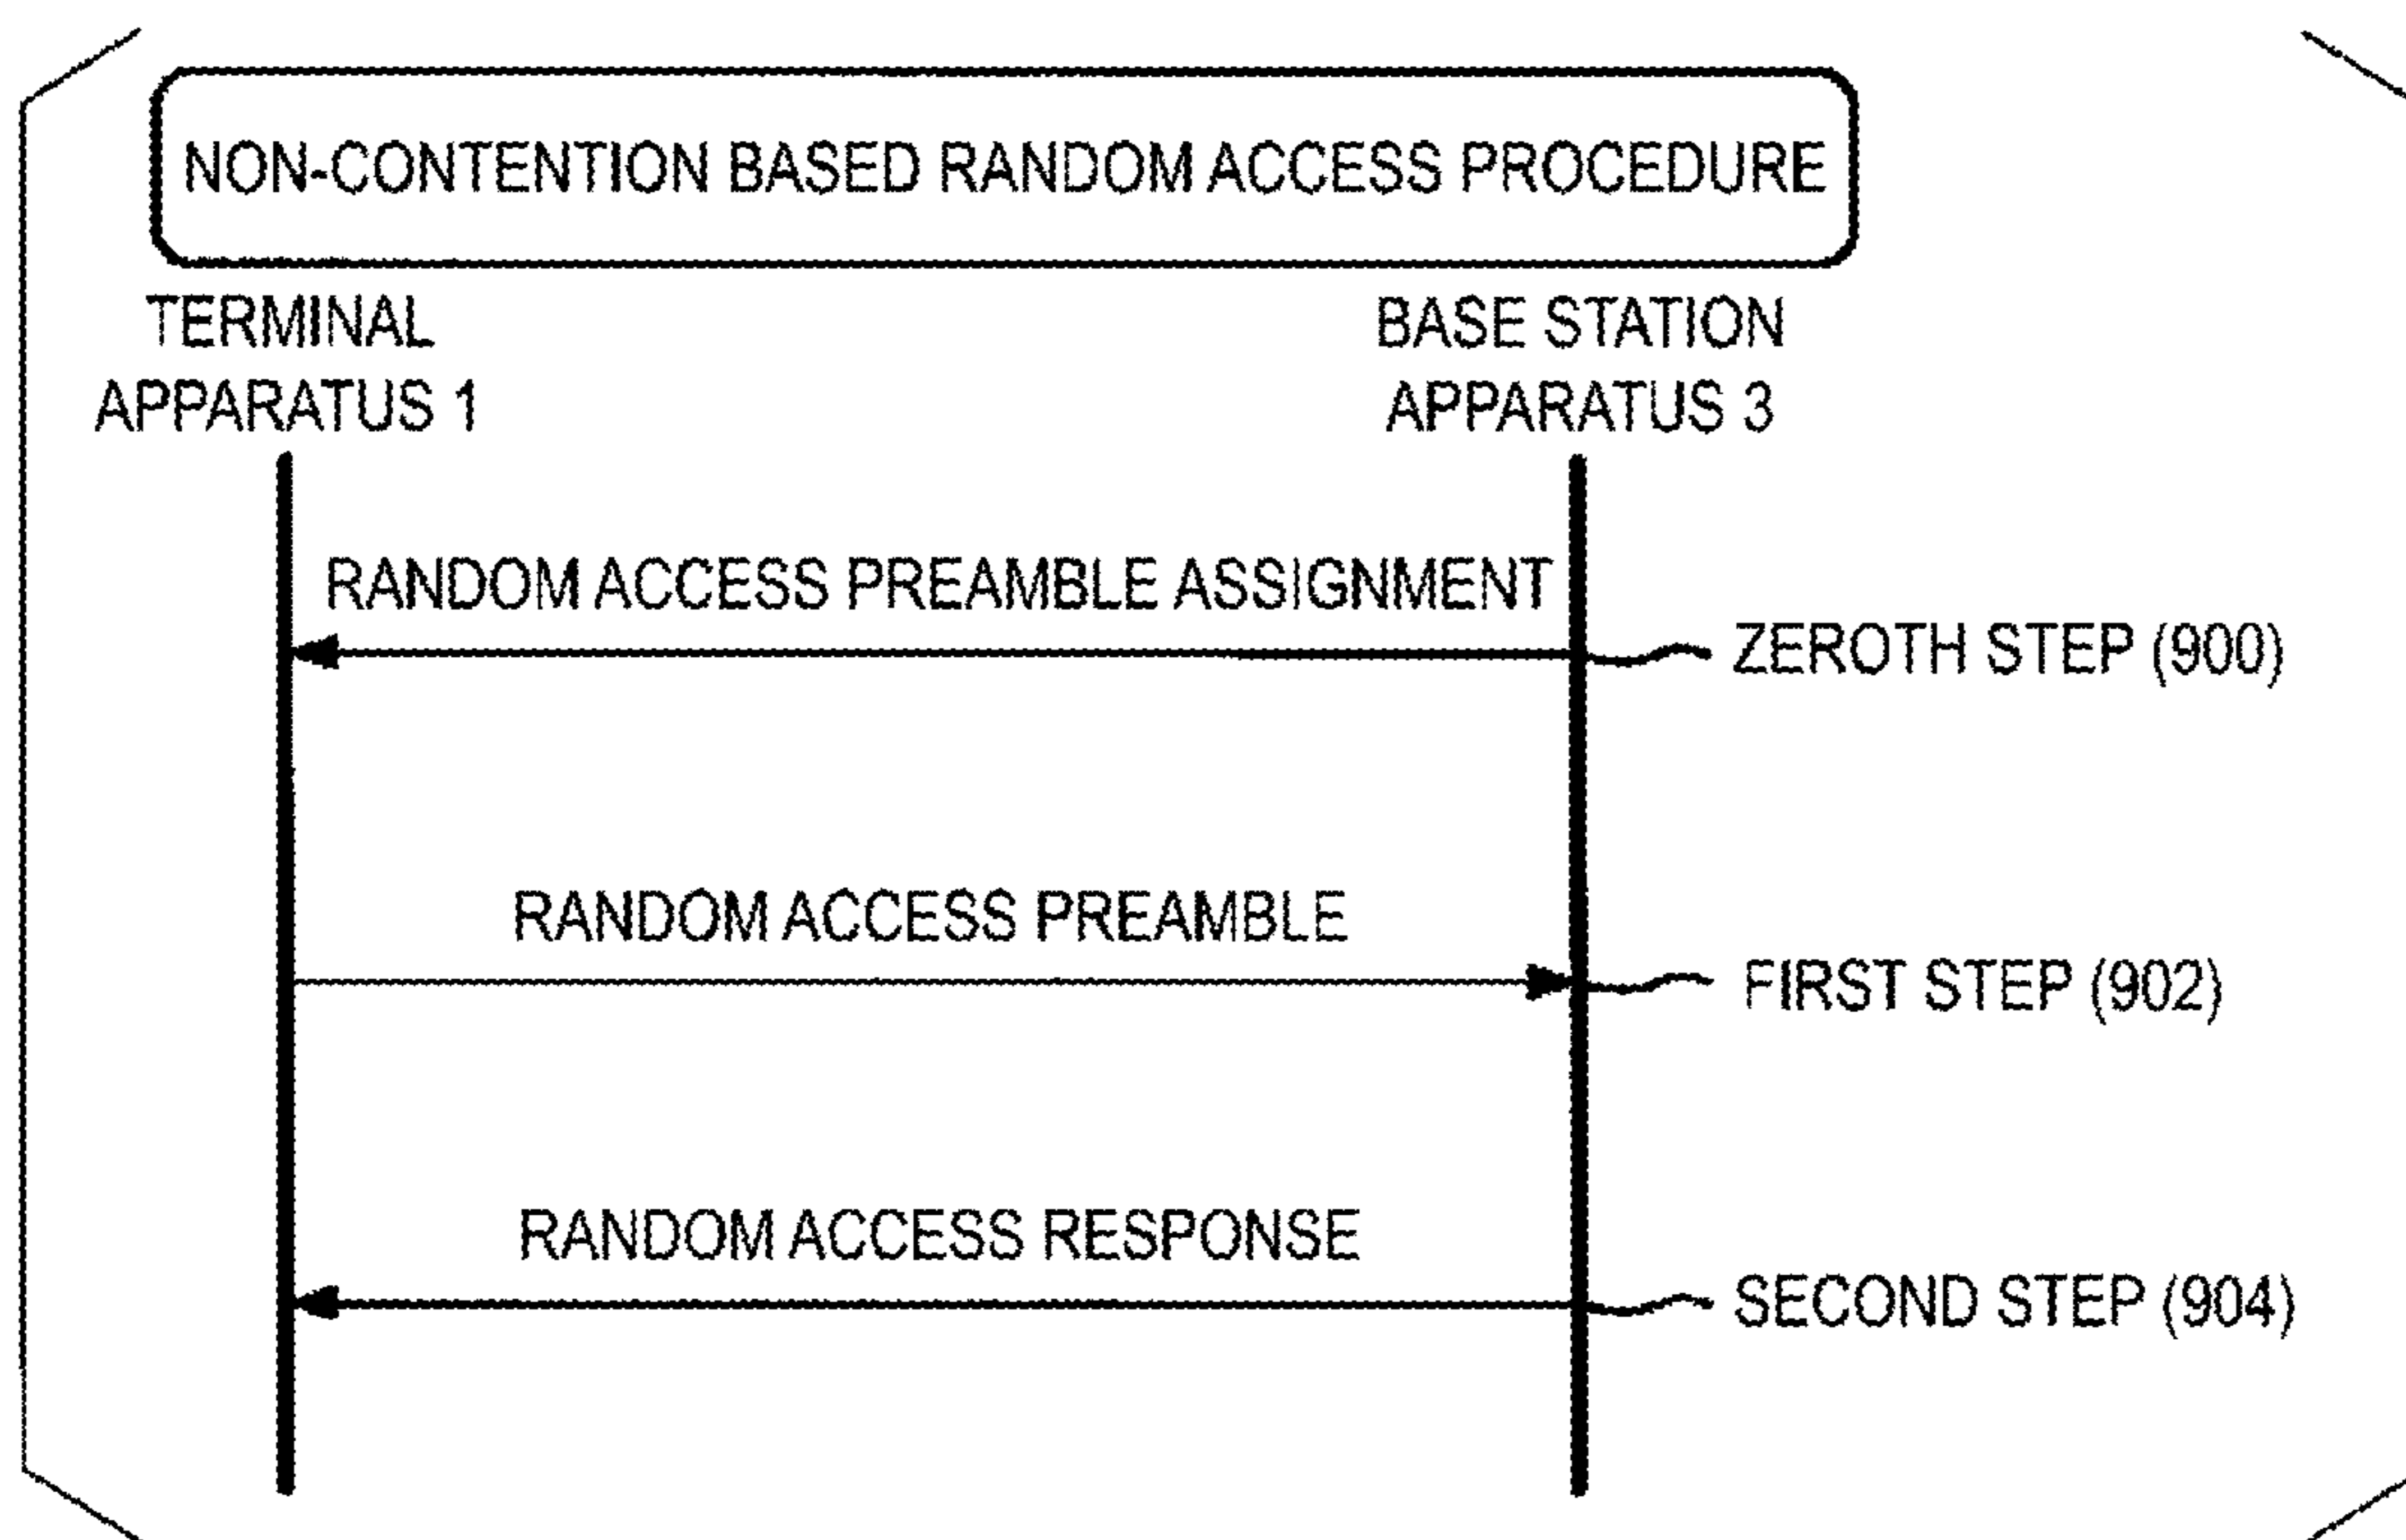 NON-CONTENTION BASED RANDOM ACCESS PROCEDURE
TERMINAL
APPARATUS 1
BASE STATION
APPARATUS 3
RANDOM ACCESS PREAMBLE ASSIGNMENT
ZEROTH STEP (900)
RANDOM ACCESS PREAMBLE
FIRST STEP (902)
RANDOM ACCESS RESPONSE
SECOND STEP (904)